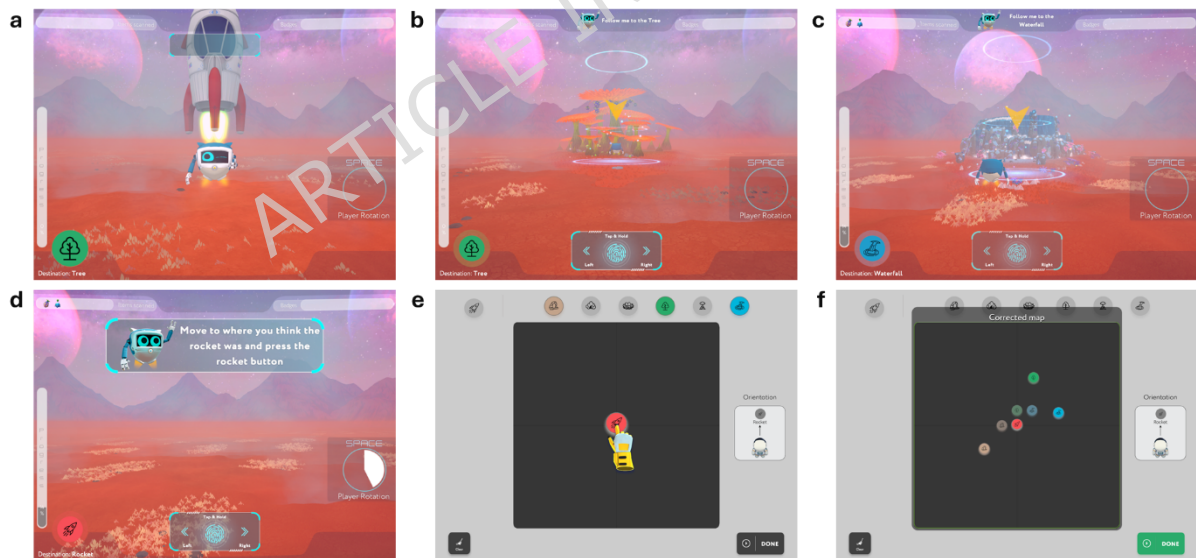 a
SPACE
Player Rotation
Destination: Tree
b
Follow me to the Tree
SPACE
Player Rotation
Tap & Hold
Left Right
Destination: Tree
c
Follow me to the
Waterfall
SPACE
Player Rotation
Tap & Hold
Left Right
Destination: Waterfall
d
Move to where you think the
rocket was and press the
rocket button
SPACE
Player Rotation
Tap & Hold
Left Right
Destination: Rocket
e
Orientation
Rocket
DONE
f
Corrected map
Orientation
Rocket
DONE
ARTICLE IN